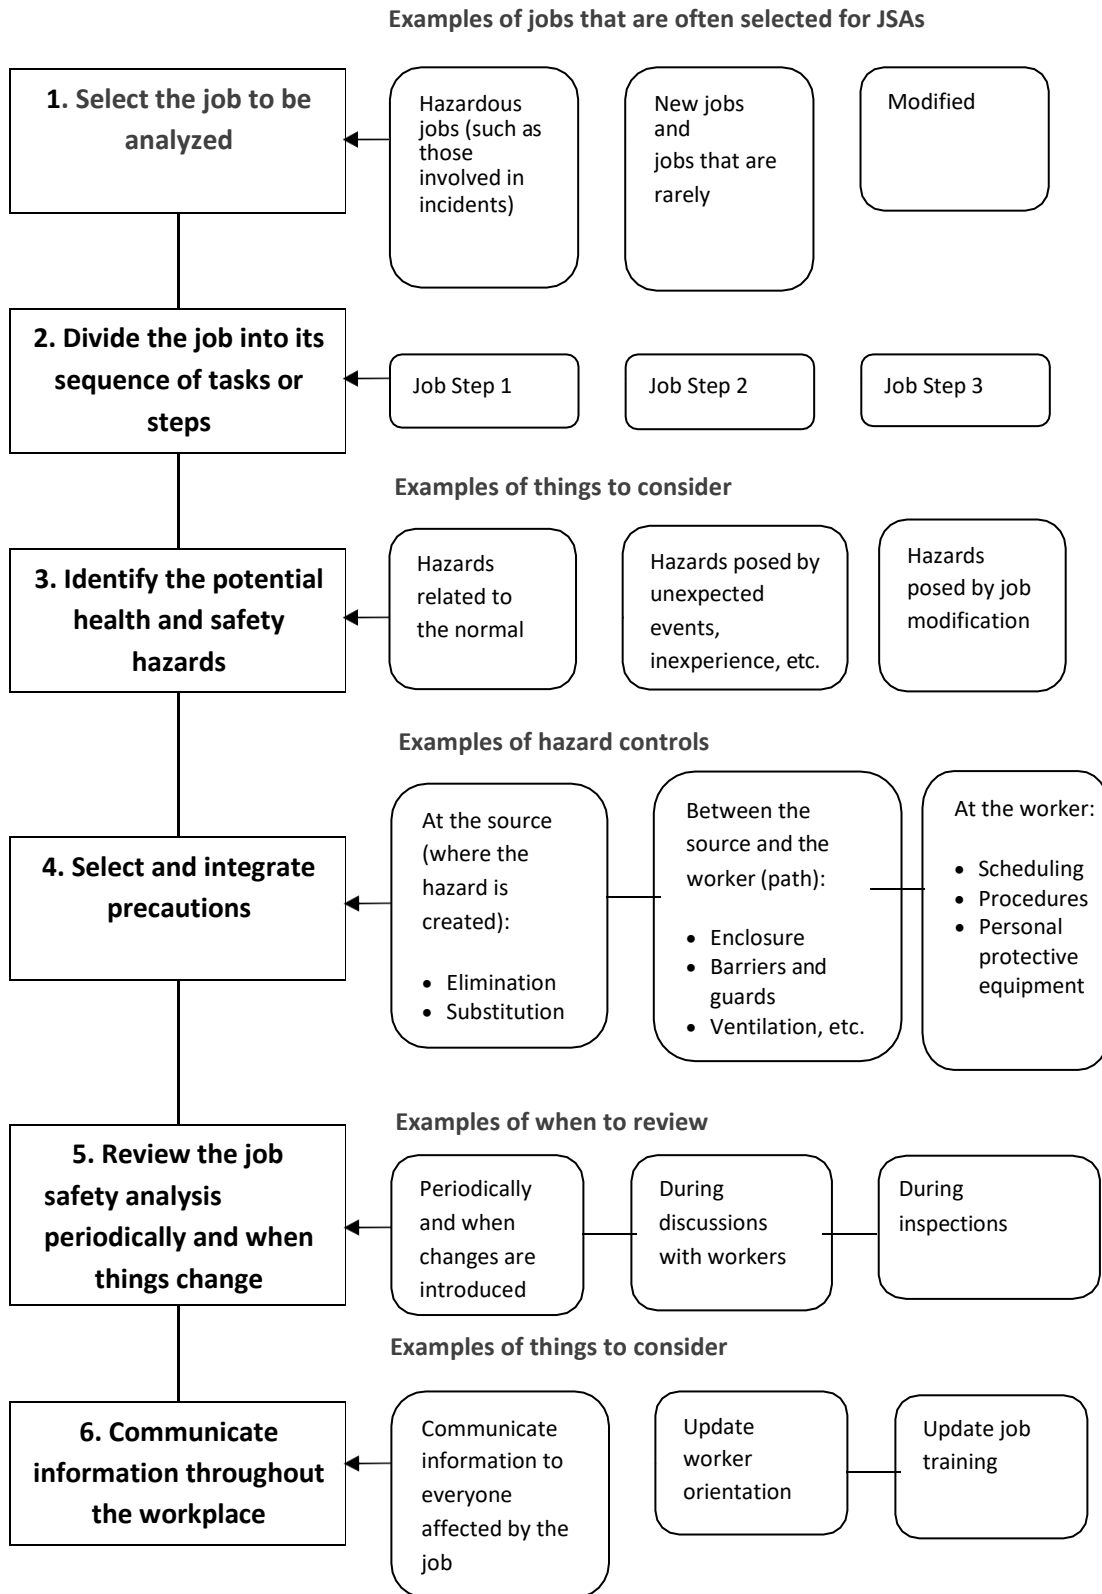 Examples of jobs that are often selected for JSAs
1. Select the job to be
analyzed
Hazardous
jobs (such as
those
involved in
incidents)
New jobs
and
jobs that are
rarely
Modified
2. Divide the job into its
sequence of tasks or
steps
Job Step 1
Job Step 2
Job Step 3
Examples of things to consider
3. Identify the potential
health and safety
hazards
Hazards
related to
the normal
Hazards posed by
unexpected
events,
inexperience, etc.
Hazards
posed by job
modification
Examples of hazard controls
4. Select and integrate
precautions
At the source
(where the
hazard is
created):
• Elimination
• Substitution
Between the
source and the
worker (path):
• Enclosure
• Barriers and
guards
• Ventilation, etc.
At the worker:
• Scheduling
• Procedures
• Personal
protective
equipment
Examples of when to review
5. Review the job
safety analysis
periodically and when
things change
Periodically
and when
changes are
introduced
During
discussions
with workers
During
inspections
Examples of things to consider
6. Communicate
information throughout
the workplace
Communicate
information to
everyone
affected by the
job
Update
worker
orientation
Update job
training